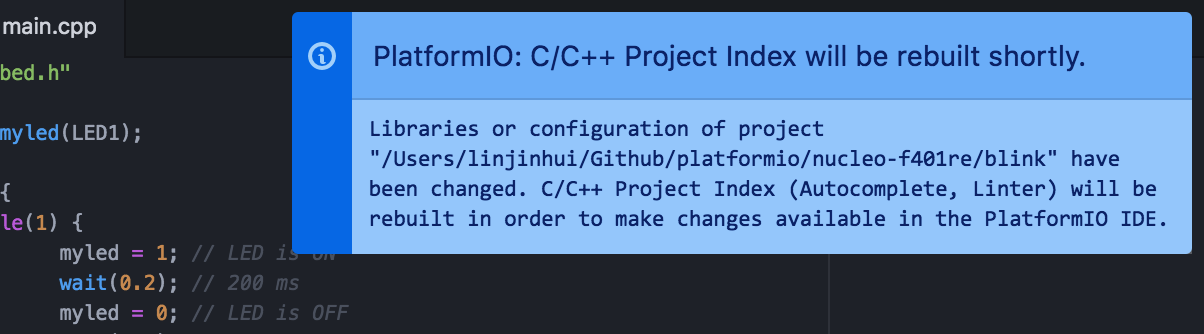 main.cpp
PlatformIO: C/C++ Project Index will be rebuilt shortly.
Libraries or configuration of project
"/Users/linjinhui/Github/platformio/nucleo-f401re/blink" have
been changed. C/C++ Project Index (Autocomplete, Linter) will be
rebuilt in order to make changes available in the PlatformIO IDE.
bed.h"
myled(LED1);
{
le(1) {
myled = 1; // LED is ON
wait(0.2); // 200 ms
myled = 0; // LED is OFF